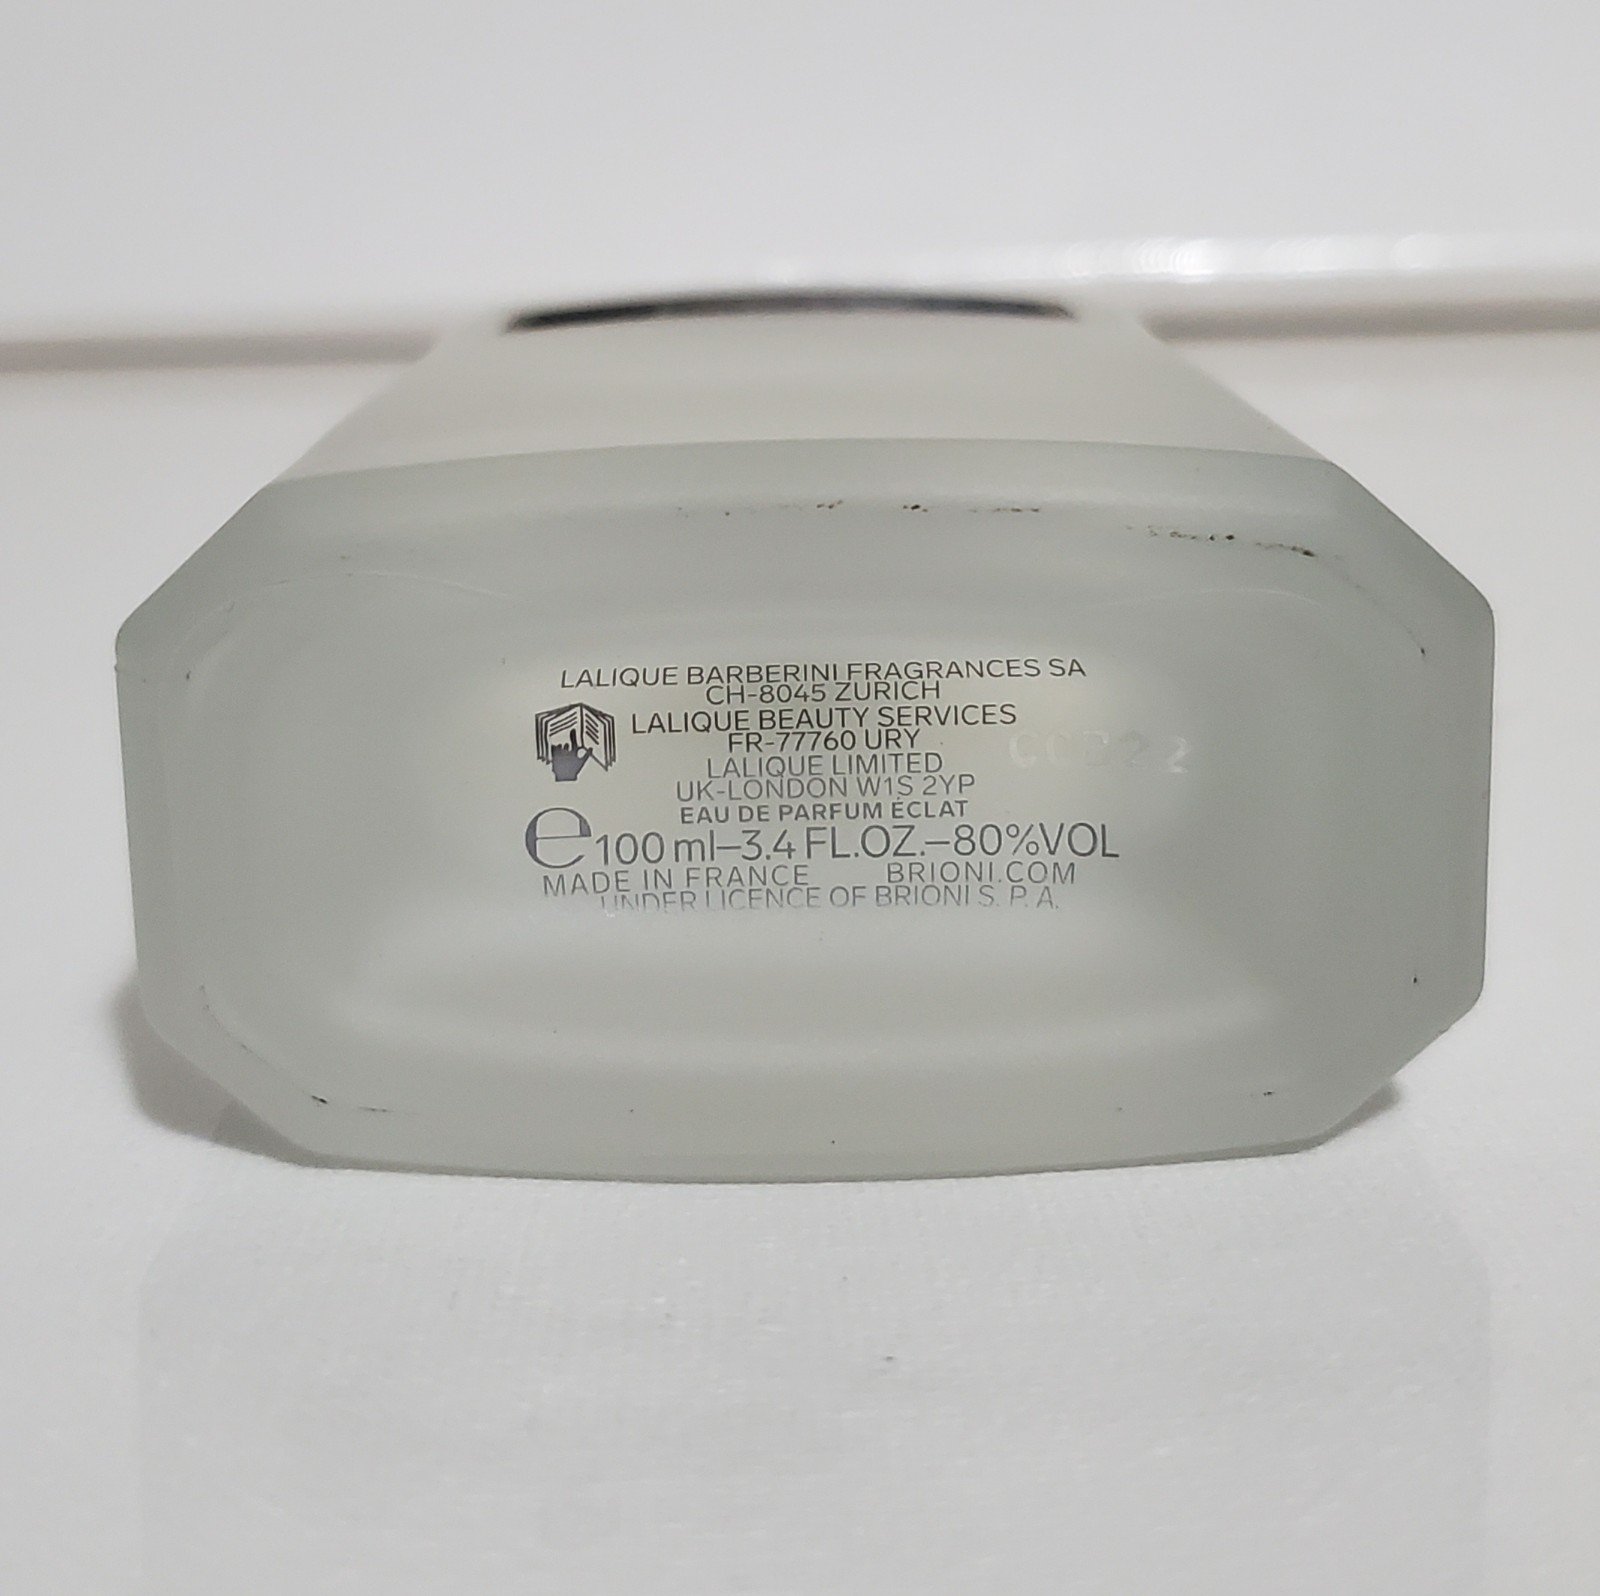 LALIQUE BARBERINI FRAGRANCES SA
CH-8045 ZURICH
LALIQUE BEAUTY SERVICES
FR-77760 URY
LALIQUE LIMITED
UK-LONDON W1S 2YP
EAU DE PARFUM ÉCLAT
e 100 ml–3.4 FL.OZ.–80%VOL
MADE IN FRANCE BRIONI.COM
UNDER LICENCE OF BRIONI S. P. A.